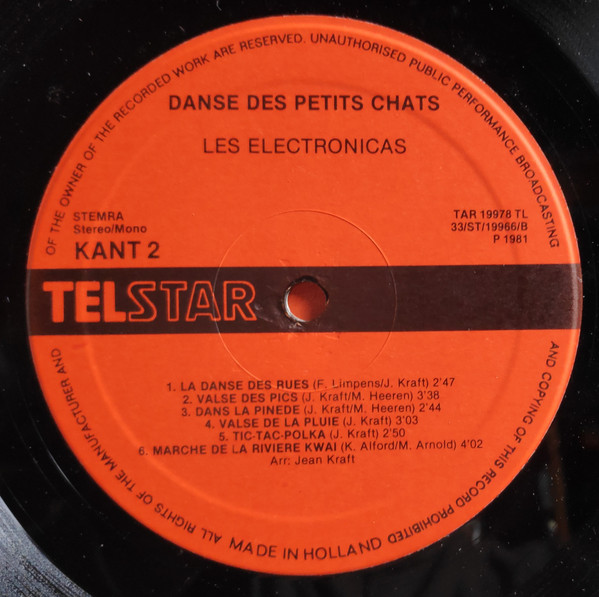 OF THE OWNER OF THE RECORDED WORK ARE RESERVED. UNAUTHORISED PUBLIC PERFORMANCE BROADCASTING
DANSE DES PETITS CHATS
LES ELECTRONICAS
STEMRA
Stereo/Mono
KANT 2
TAR 19978 TL
33/ST/19966/B
P 1981
TELSTAR
1. LA DANSE DES RUES (F. Limpens/J. Kraft) 2'47
2. VALSE DES PICS (J. Kraft/M. Heeren) 3'38
3. DANS LA PINEDE (J. Kraft/M. Heeren) 2'44
4. VALSE DE LA PLUIE (J. Kraft) 3'03
5. TIC-TAC-POLKA (J. Kraft) 2'50
6. MARCHE DE LA RIVIERE KWAI (K. Alford/M. Arnold) 4'02
Arr: Jean Kraft
AND COPYING OF THIS RECORD PROHIBITED
MADE IN HOLLAND
ALL RIGHTS OF THE MANUFACTURER AND